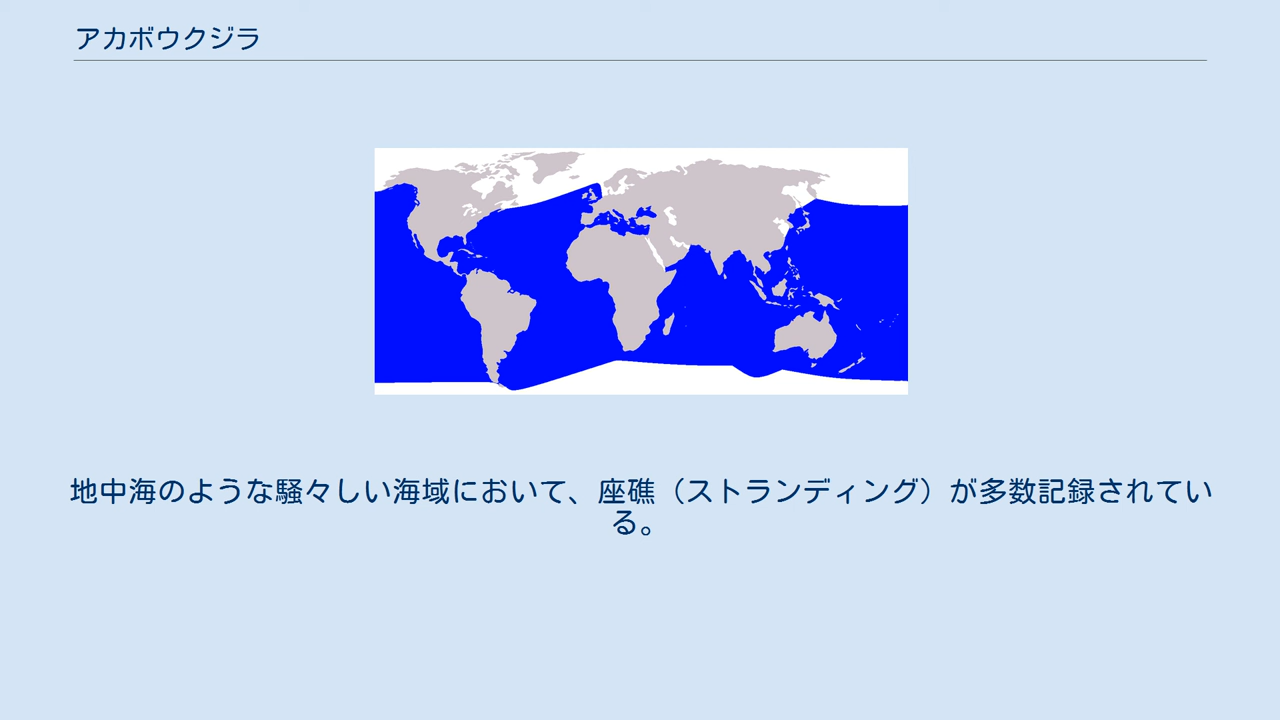 アカボウクジラ
地中海のような騒々しい海域において、座礁（ストランディング）が多数記録されてい
る。